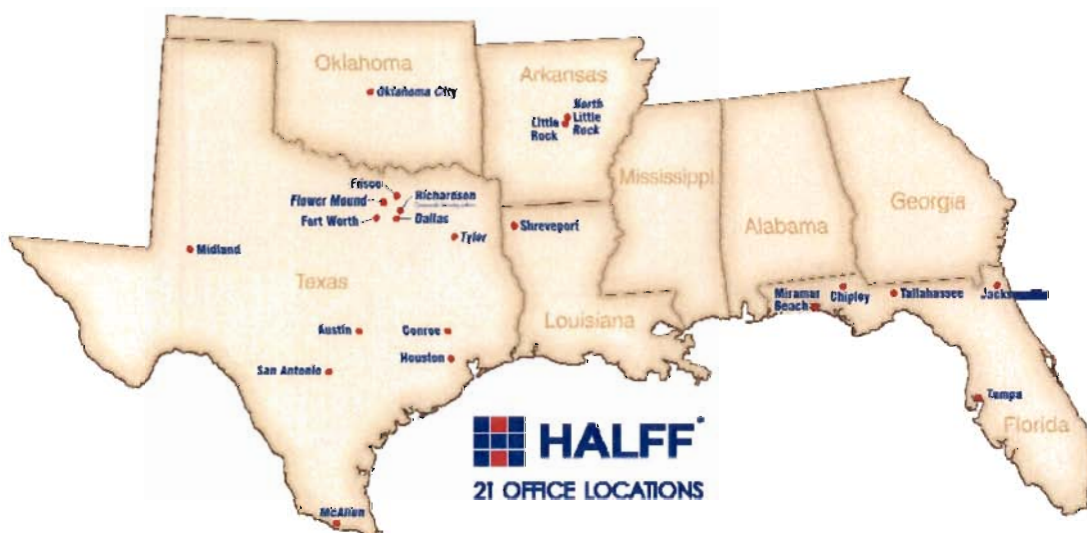 Oklahoma
Oklahoma City
Arkansas
North
Little
Rock
Little
Rock
Mississippi
Alabama
Georgia
Frisco
Flower Mound
Richardson
Fort Worth
Dallas
Tyler
Shreveport
Midland
Texas
Louisiana
Miramar
Beach
Chipley
Tallahassee
Austin
Conroe
Houston
San Antonio
Tampa
Florida
HALFF®
21 OFFICE LOCATIONS
McAllen